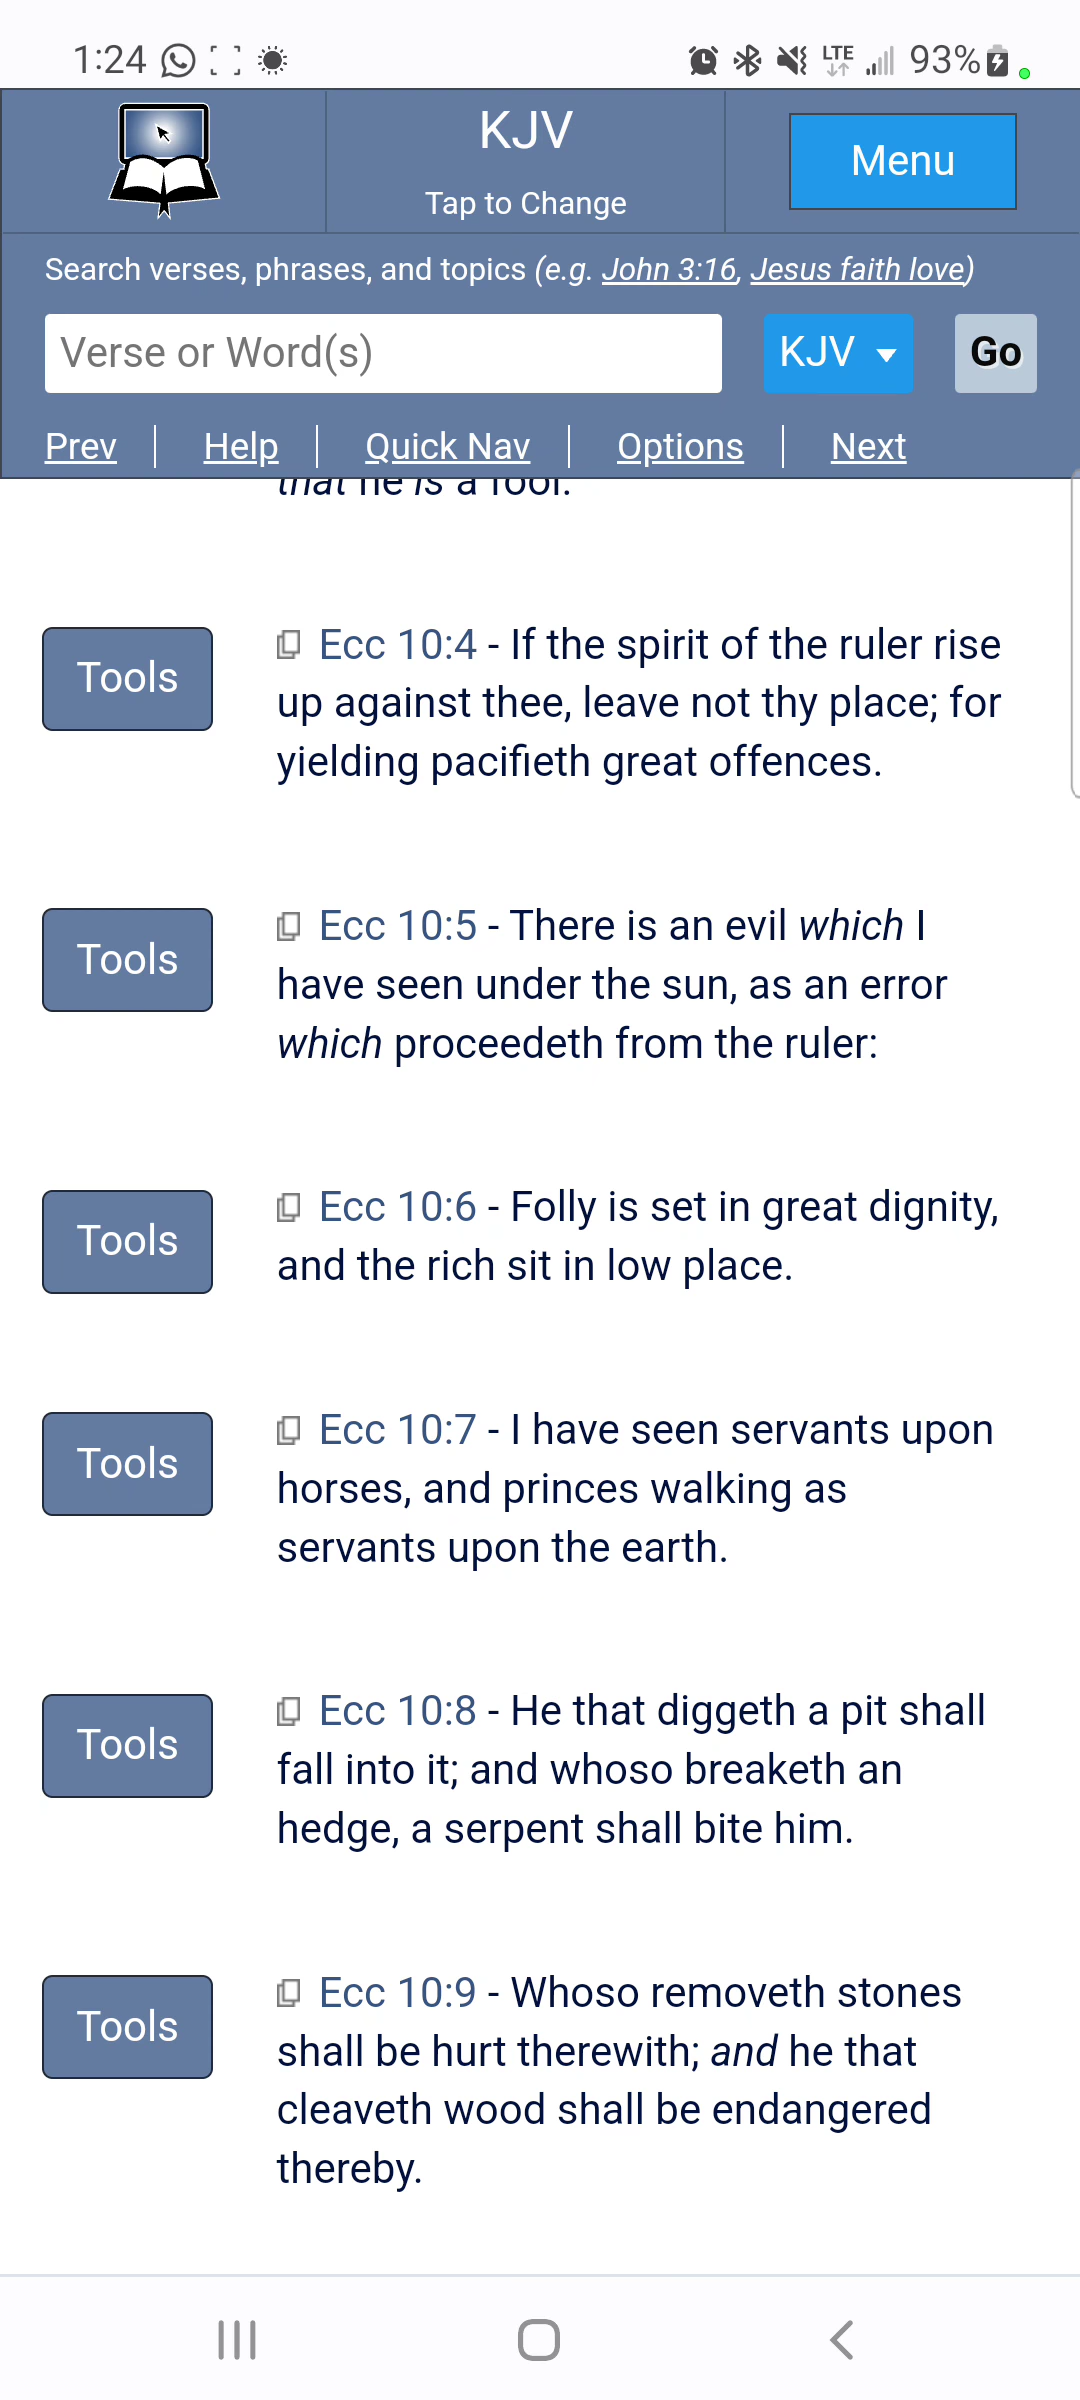 1:24 LTE 93%
KJV
Tap to Change
Menu
Search verses, phrases, and topics (e.g. John 3:16, Jesus faith love)
Verse or Word(s) KJV Go
Prev Help Quick Nav Options Next
that he is a fool.
Tools
Ecc 10:4 - If the spirit of the ruler rise
up against thee, leave not thy place; for
yielding pacifieth great offences.
Tools
Ecc 10:5 - There is an evil which I
have seen under the sun, as an error
which proceedeth from the ruler:
Tools
Ecc 10:6 - Folly is set in great dignity,
and the rich sit in low place.
Tools
Ecc 10:7 - I have seen servants upon
horses, and princes walking as
servants upon the earth.
Tools
Ecc 10:8 - He that diggeth a pit shall
fall into it; and whoso breaketh an
hedge, a serpent shall bite him.
Tools
Ecc 10:9 - Whoso removeth stones
shall be hurt therewith; and he that
cleaveth wood shall be endangered
thereby.